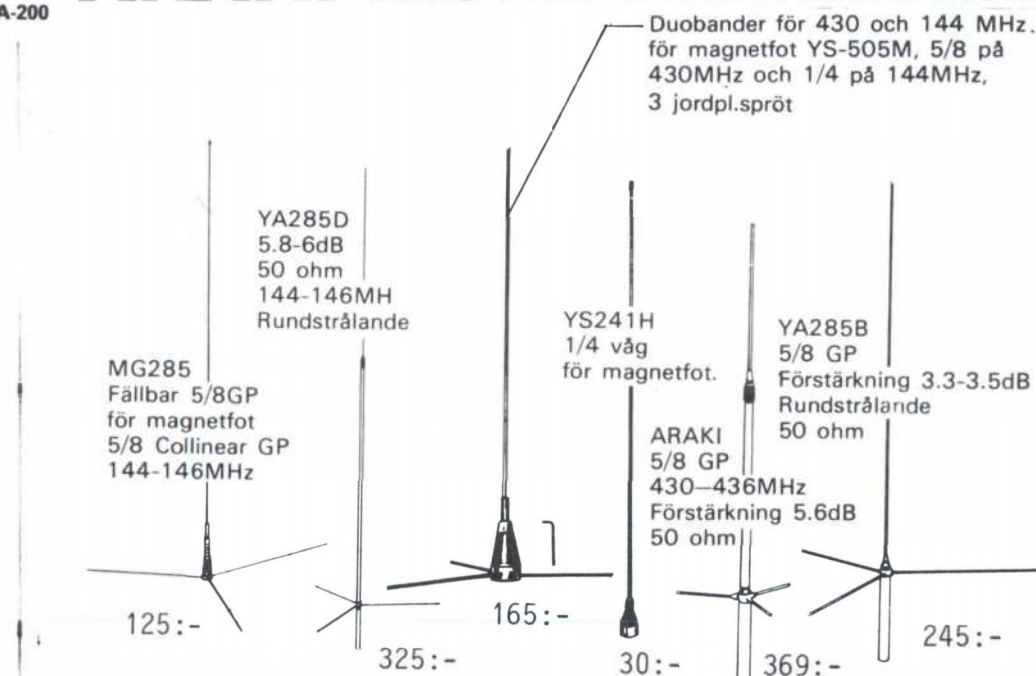 A-200
Duobander för 430 och 144 MHz.
för magnetfot YS-505M, 5/8 på
430MHz och 1/4 på 144MHz,
3 jordpl.spröt
YA285D
5.8-6dB
50 ohm
144-146MH
Rundstrålande
MG285
Fällbar 5/8GP
för magnetfot
5/8 Collinear GP
144-146MHz
YS241H
1/4 våg
för magnetfot.
ARAKI
5/8 GP
430—436MHz
Förstärkning 5.6dB
50 ohm
YA285B
5/8 GP
Förstärkning 3.3-3.5dB
Rundstrålande
50 ohm
125:-
325:-
165:-
30:-
369:-
245:-